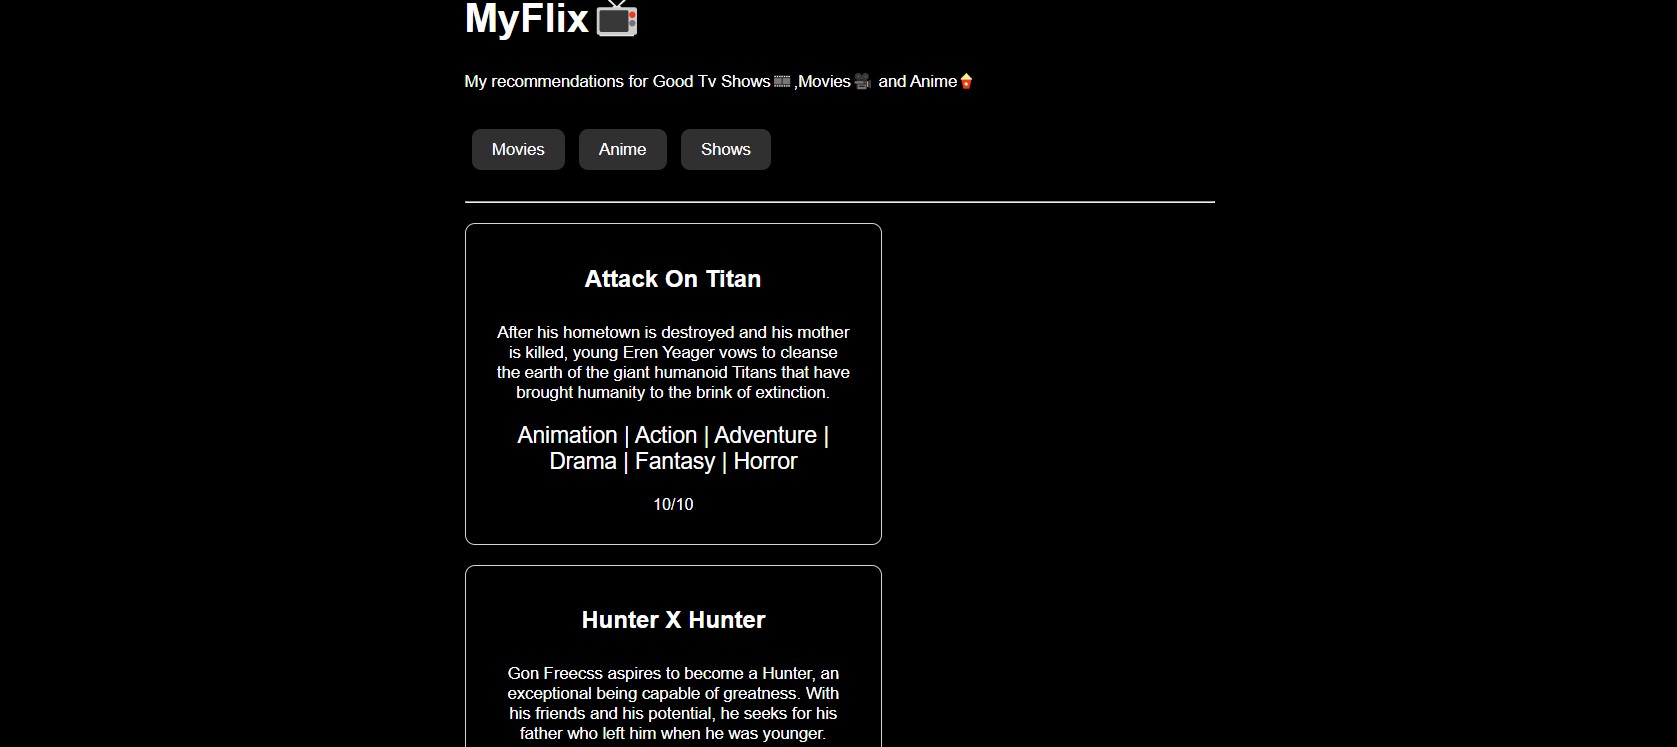 MyFlix
My recommendations for Good Tv Shows🎞️ ,Movies🎥 and Anime🍿
Movies
Anime
Shows
Attack On Titan
After his hometown is destroyed and his mother
is killed, young Eren Yeager vows to cleanse
the earth of the giant humanoid Titans that have
brought humanity to the brink of extinction.
Animation | Action | Adventure |
Drama | Fantasy | Horror
10/10
Hunter X Hunter
Gon Freecss aspires to become a Hunter, an
exceptional being capable of greatness. With
his friends and his potential, he seeks for his
father who left him when he was younger.